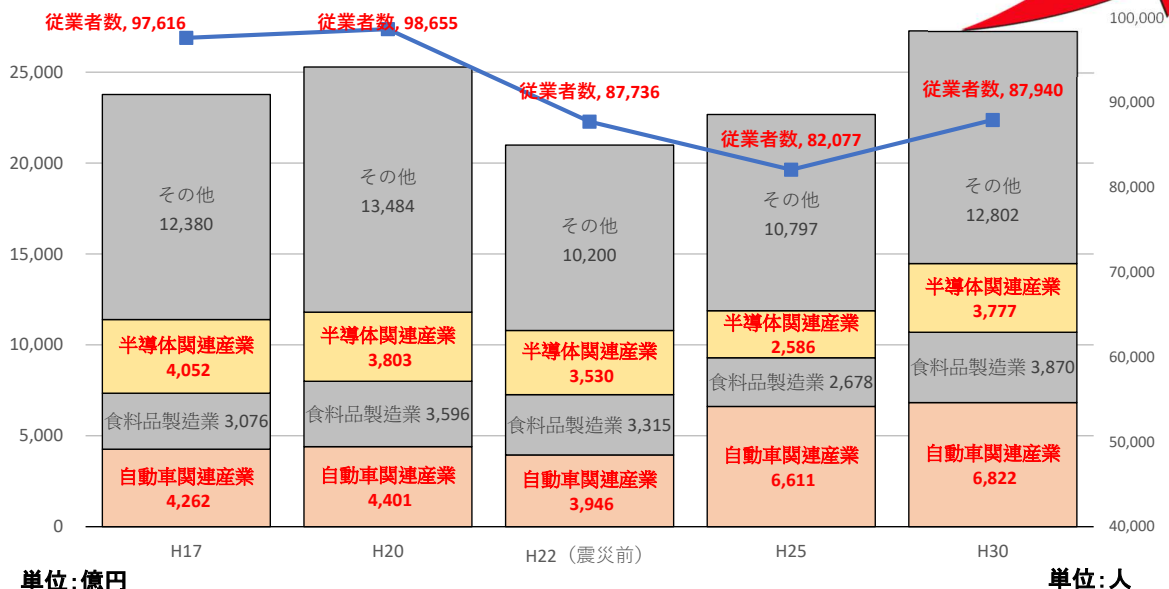 従業者数, 97,616
従業者数, 98,655
従業者数, 87,736
従業者数, 82,077
従業者数, 87,940
25,000
20,000
15,000
10,000
5,000
0
100,000
90,000
80,000
70,000
60,000
50,000
40,000
その他
12,380
半導体関連産業
4,052
食料品製造業 3,076
自動車関連産業
4,262
その他
13,484
半導体関連産業
3,803
食料品製造業 3,596
自動車関連産業
4,401
その他
10,200
半導体関連産業
3,530
食料品製造業 3,315
自動車関連産業
3,946
その他
10,797
半導体関連産業
2,586
食料品製造業 2,678
自動車関連産業
6,611
その他
12,802
半導体関連産業
3,777
食料品製造業 3,870
自動車関連産業
6,822
H17
H20
H22（震災前）
H25
H30
単位:億円
単位:人